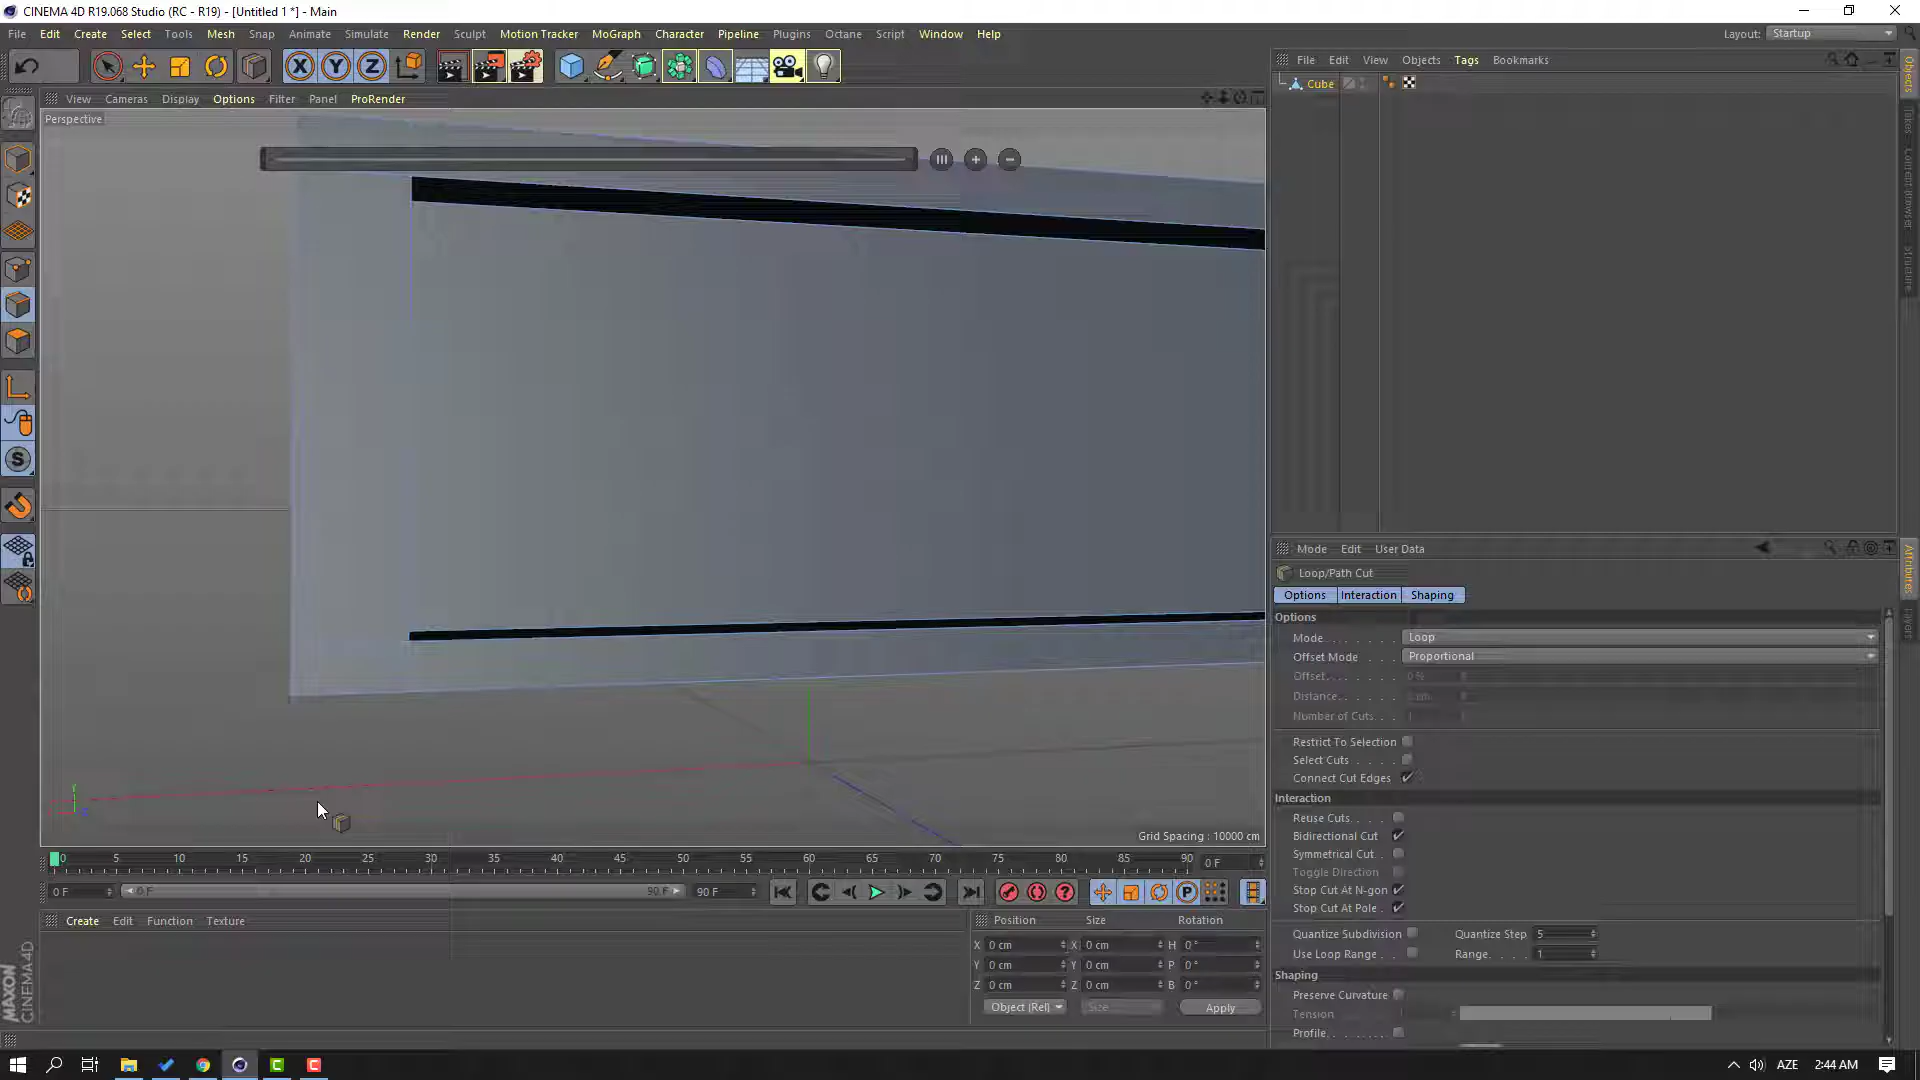 CINEMA 4D R19.068 Studio (RC - R19) - [Untitled 1 *] - Main
File Edit Create Select Tools Mesh Snap Animate Simulate Render Sculpt Motion Tracker MoGraph Character Pipeline Plugins Octane Script Window Help
Layout: Startup
View Cameras Display Options Filter Panel ProRender
Perspective
Grid Spacing : 10000 cm
File Edit View Objects Tags Bookmarks
Cube
Objects
Takes
Content Browser
Structure
Mode Edit User Data
Loop/Path Cut
Options Interaction Shaping
Options
Mode Loop
Offset Mode Proportional
Offset 0 %
Distance
Number of Cuts 1
Restrict To Selection
Select Cuts
Connect Cut Edges
Interaction
Reuse Cuts
Bidirectional Cut
Symmetrical Cut
Toggle Direction
Stop Cut At N-gon
Stop Cut At Pole
Quantize Subdivision Quantize Step 5
Use Loop Range Range 1
Shaping
Preserve Curvature
Tension
Profile
Attributes
Layers
0 5 10 15 20 25 30 35 40 45 50 55 60 65 70 75 80 85 90 0 F
0 F 0 F 90 F 90 F
Create Edit Function Texture
Position Size Rotation
X 0 cm X 0 cm H 0 °
Y 0 cm Y 0 cm P 0 °
Z 0 cm Z 0 cm B 0 °
Object (Rel) Size Apply
MAXON
CINEMA 4D
AZE 2:44 AM